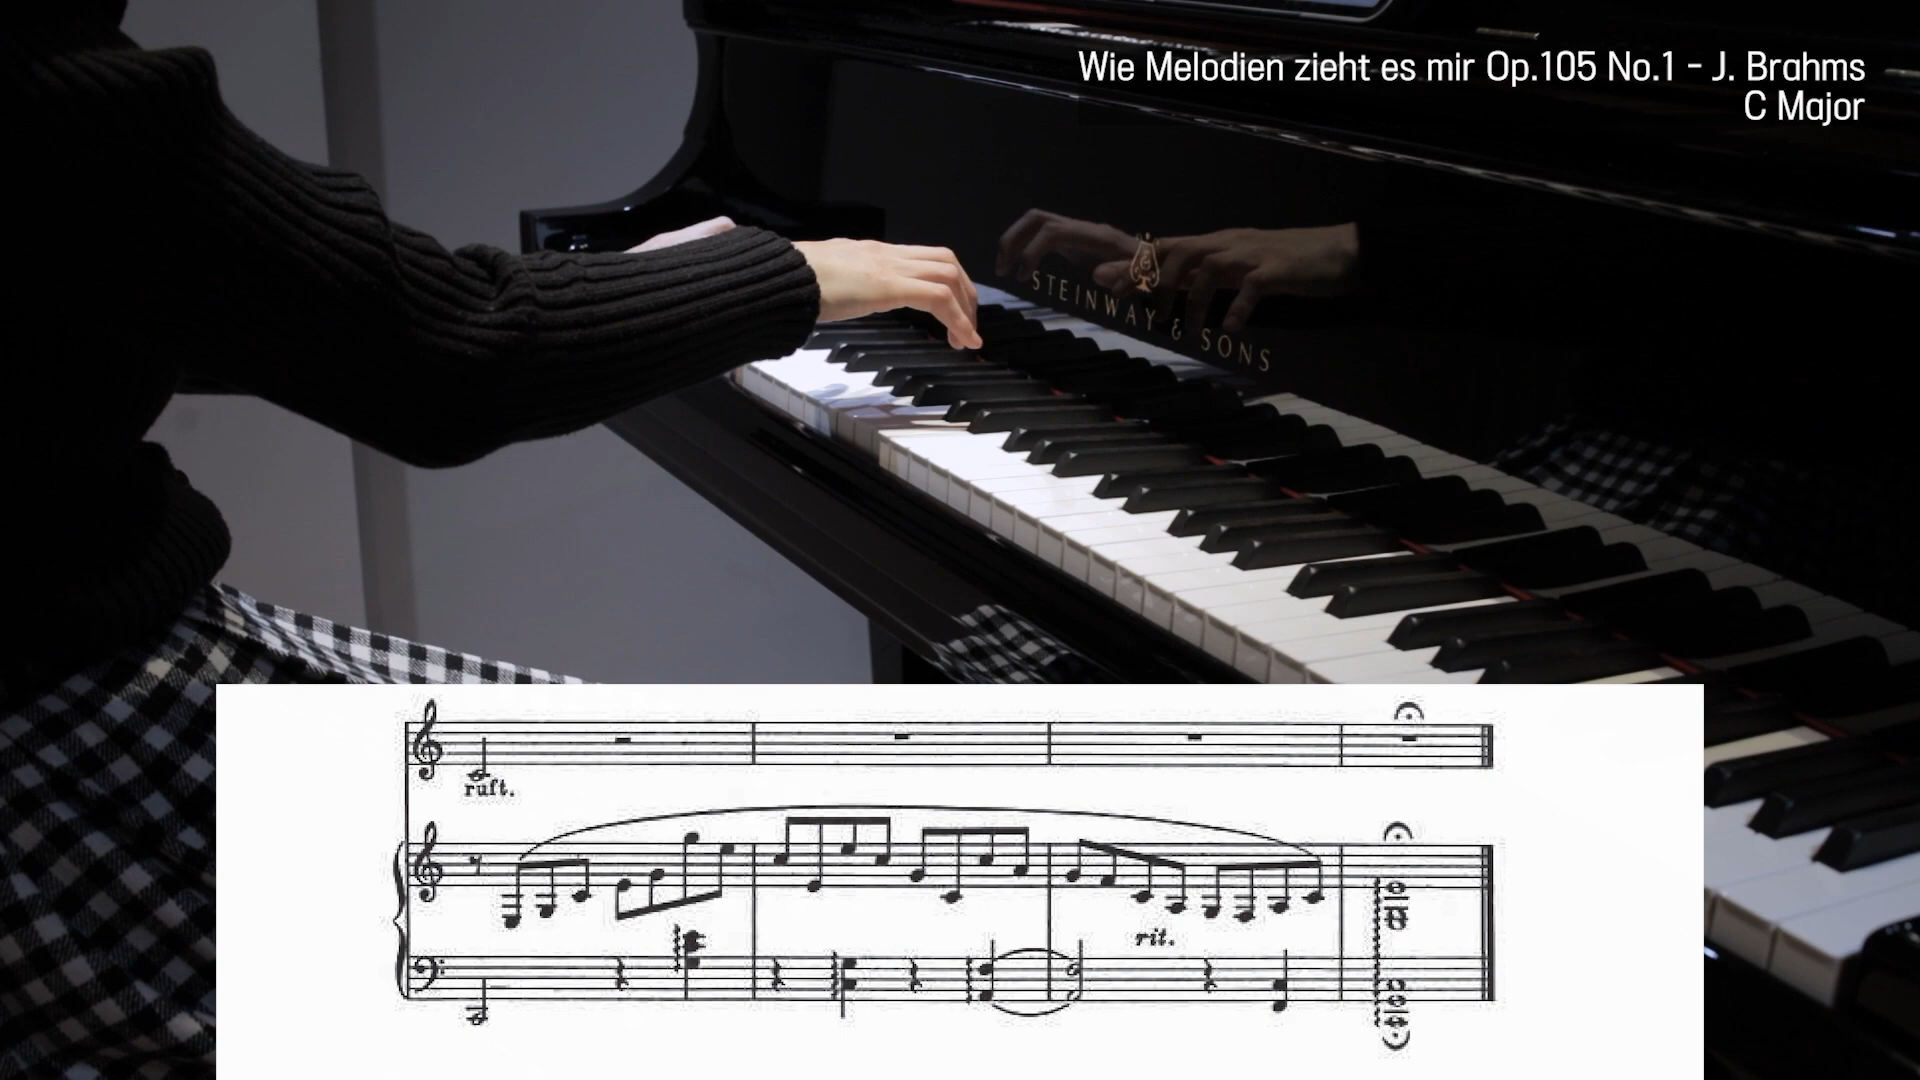 Wie Melodien zieht es mir Op.105 No.1 - J. Brahms
C Major
STEINWAY & SONS
ruft.
rit.